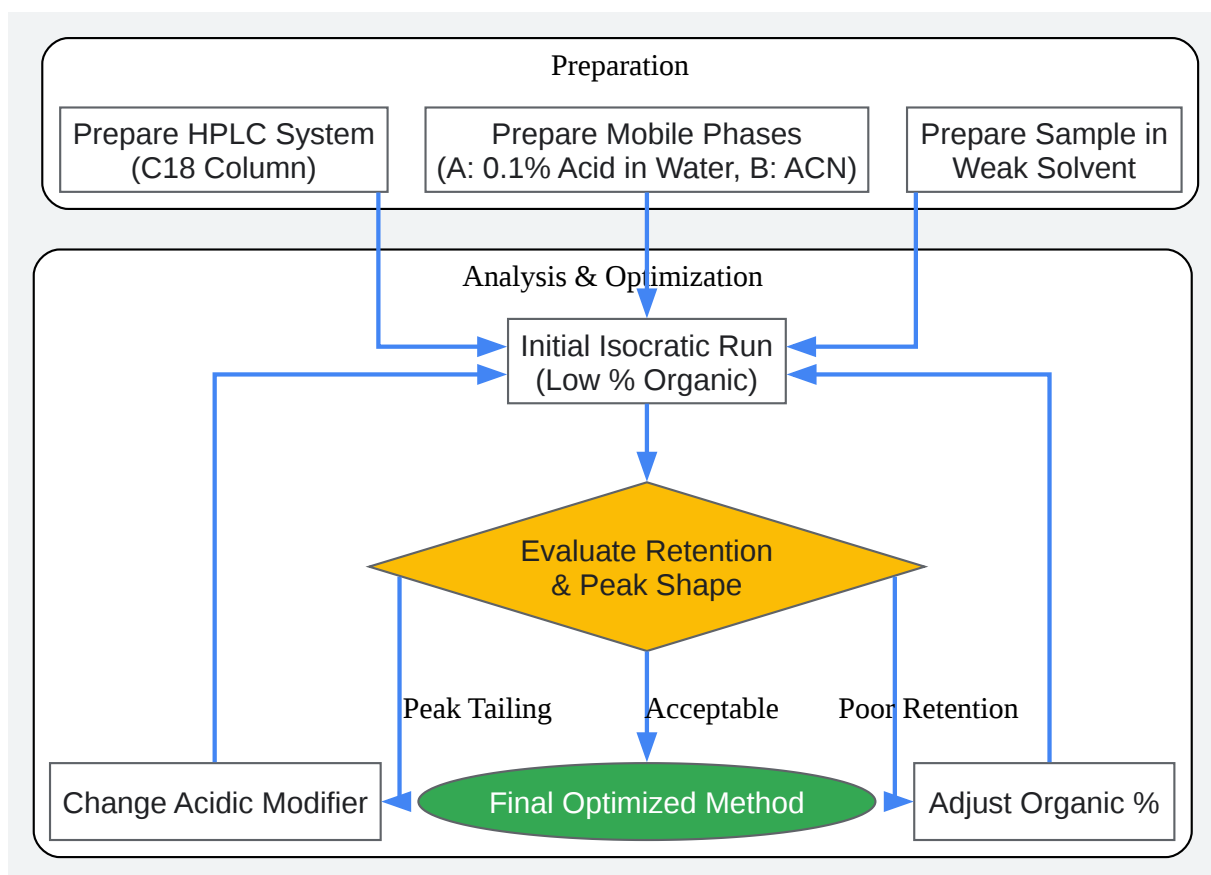 Preparation
Prepare HPLC System
(C18 Column)
Prepare Mobile Phases
(A: 0.1% Acid in Water, B: ACN)
Prepare Sample in
Weak Solvent
Analysis & Optimization
Initial Isocratic Run
(Low % Organic)
Evaluate Retention
& Peak Shape
Peak Tailing
Acceptable
Poor Retention
Change Acidic Modifier
Final Optimized Method
Adjust Organic %